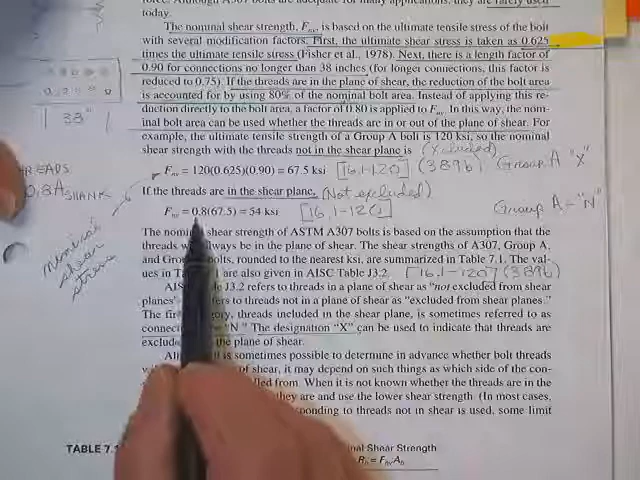 today.
The nominal shear strength, Fnv, is based on the ultimate tensile stress of the bolt
with several modification factors. First, the ultimate shear stress is taken as 0.625
times the ultimate tensile stress (Fisher et al., 1978). Next, there is a length factor of
0.90 for connections no longer than 38 inches (for longer connections, this factor is
reduced to 0.75). If the threads are in the plane of shear, the reduction of the bolt area
is accounted for by using 80% of the nominal bolt area. Instead of applying this re-
duction directly to the bolt area, a factor of 0.80 is applied to Fnv. In this way, the nom-
inal bolt area can be used whether the threads are in or out of the plane of shear. For
example, the ultimate tensile strength of a Group A bolt is 120 ksi, so the nominal
shear strength with the threads not in the shear plane is (Excluded)
Fnv = 120(0.625)(0.90) = 67.5 ksi [16.1-120] (3896) Group A "X"
If the threads are in the shear plane, (Not excluded)
Fnv = 0.8(67.5) = 54 ksi [16.1-120] Group A - "N"
The nominal shear strength of ASTM A307 bolts is based on the assumption that the
threads always be in the plane of shear. The shear strengths of A307, Group A,
and Gr bolts, rounded to the nearest ksi, are summarized in Table 7.1. The val-
ues in T are also given in AISC Table J3.2. [16.1-120] (3896)
AIS J3.2 refers to threads in a plane of shear as "not excluded from shear
planes" fers to threads not in a plane of shear as "excluded from shear planes."
The fir gory, threads included in the shear plane, is sometimes referred to as
connec "N." The designation "X" can be used to indicate that threads are
exclud the plane of shear.
Al t is sometimes possible to determine in advance whether bolt threads
of shear, it may depend on such things as which side of the con-
led from. When it is not known whether the threads are in the
they are and use the lower shear strength. (In most cases,
ponding to threads not in shear is used, some limit
38"
THREADS
0.8 ASHANK
nominal
shear
stress
TABLE 7.1
inal Shear Strength
Rn = FnvAb